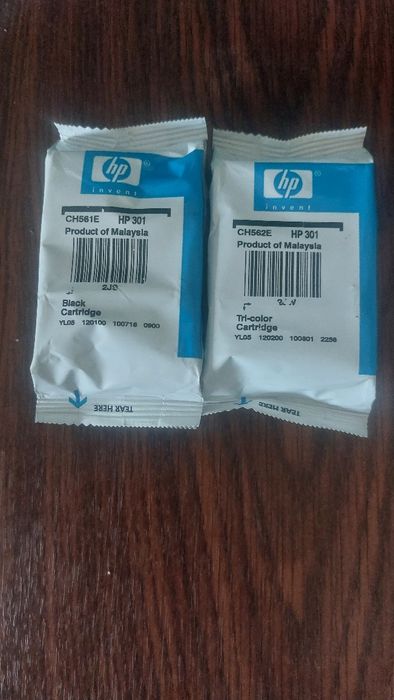 hp
invent
CH561E HP 301
Product of Malaysia
Black
Cartridge
YL05 120100 100716 0900
TEAR HERE
hp
invent
CH562E HP 301
Product of Malaysia
Tri-color
Cartridge
YL05 120200 100801 2256
TEAR HERE